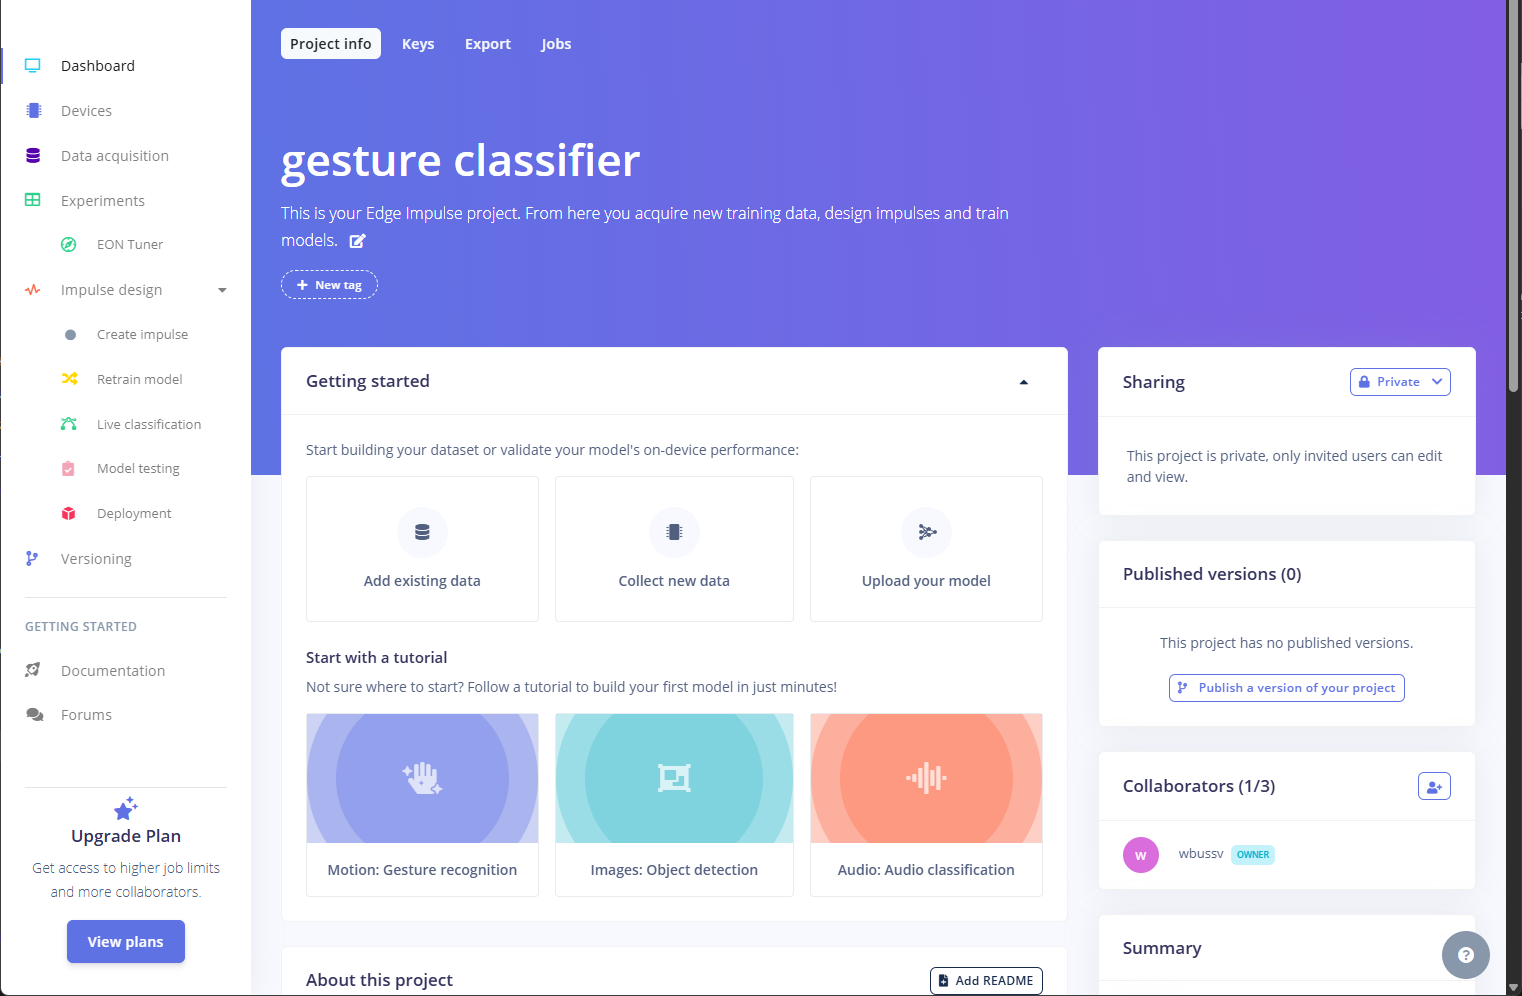 Dashboard
Devices
Data acquisition
Experiments
EON Tuner
Impulse design
Create impulse
Retrain model
Live classification
Model testing
Deployment
Versioning
GETTING STARTED
Documentation
Forums
Upgrade Plan
Get access to higher job limits
and more collaborators.
View plans
Project info
Keys
Export
Jobs
gesture classifier
This is your Edge Impulse project. From here you acquire new training data, design impulses and train
models.
New tag
Getting started
Start building your dataset or validate your model's on-device performance:
Add existing data
Collect new data
Upload your model
Start with a tutorial
Not sure where to start? Follow a tutorial to build your first model in just minutes!
Motion: Gesture recognition
Images: Object detection
Audio: Audio classification
About this project
Add README
Sharing
Private
This project is private, only invited users can edit
and view.
Published versions (0)
This project has no published versions.
Publish a version of your project
Collaborators (1/3)
W
wbussv
OWNER
Summary
?